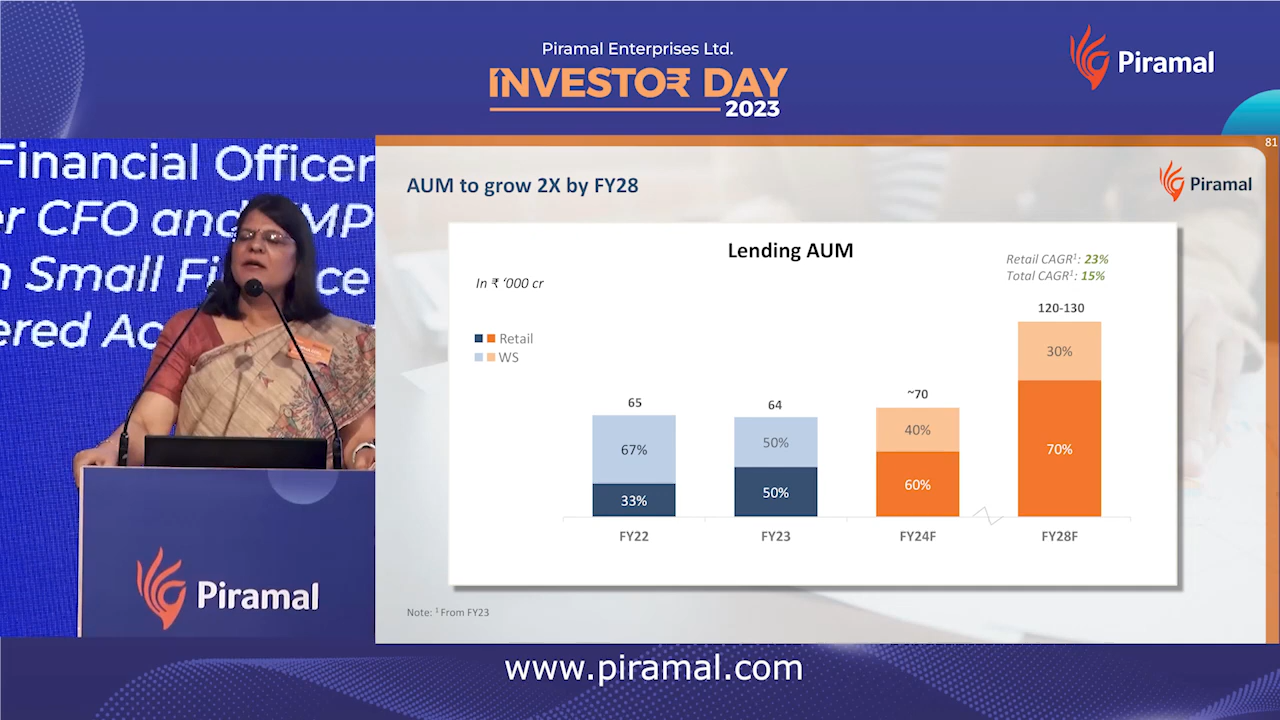 Piramal Enterprises Ltd.
INVESTO₹ DAY
2023
Piramal
Financial Officer
er CFO and
Small
ce
ered
81
AUM to grow 2X by FY28
Piramal
Lending AUM
Retail CAGR¹: 23%
Total CAGR¹: 15%
In ₹ ‘000 cr
Retail
WS
65
67%
33%
FY22
64
50%
50%
FY23
~70
40%
60%
FY24F
120-130
30%
70%
FY28F
Note: ¹ From FY23
Piramal
www.piramal.com